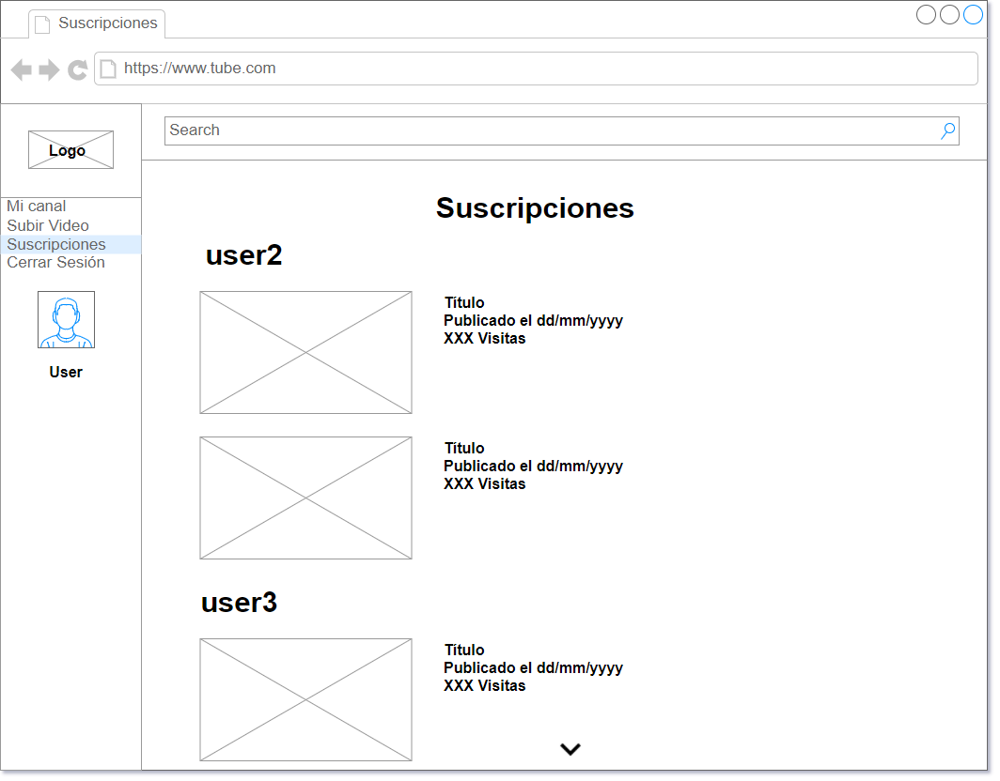 Suscripciones
https://www.tube.com
Logo
Search
Mi canal
Subir Video
Suscripciones
Cerrar Sesión
User
Suscripciones
user2
Título
Publicado el dd/mm/yyyy
XXX Visitas
Título
Publicado el dd/mm/yyyy
XXX Visitas
user3
Título
Publicado el dd/mm/yyyy
XXX Visitas